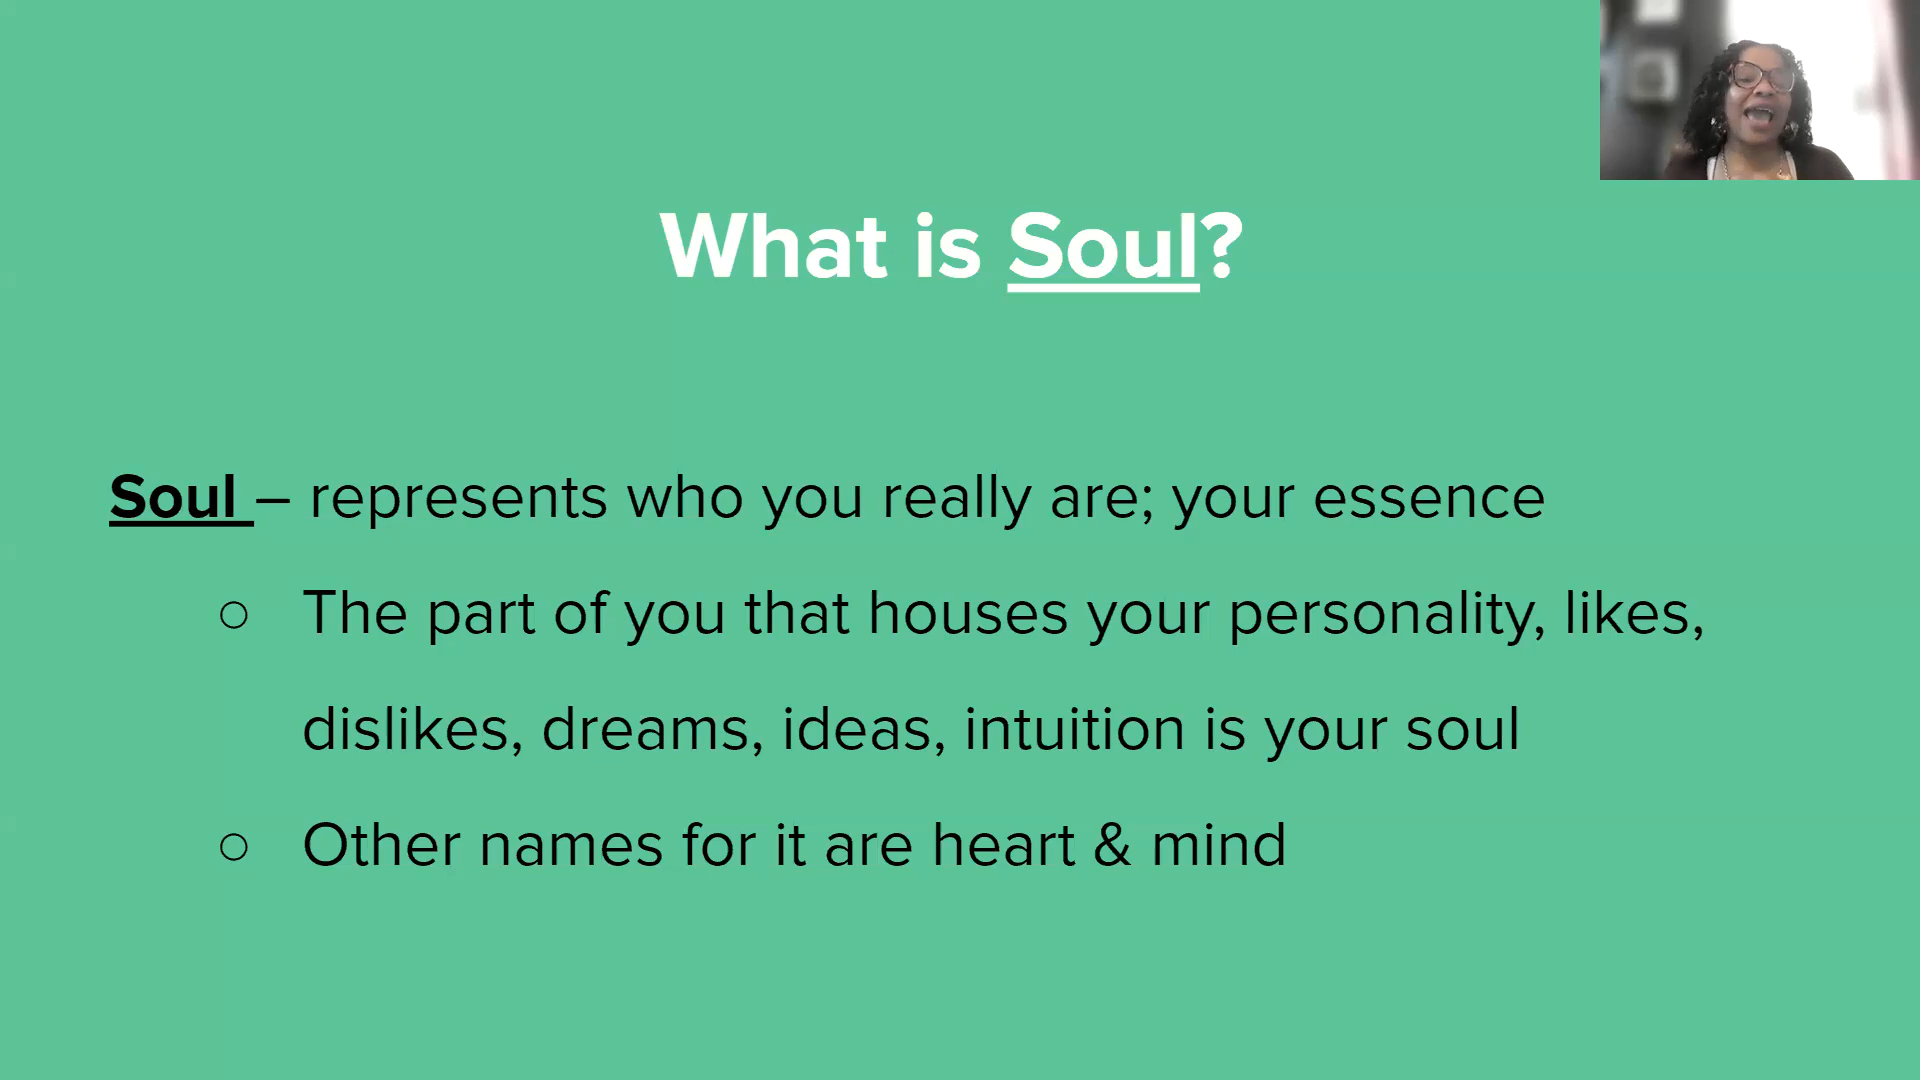 What is Soul?
Soul – represents who you really are; your essence
○ The part of you that houses your personality, likes,
dislikes, dreams, ideas, intuition is your soul
○ Other names for it are heart & mind